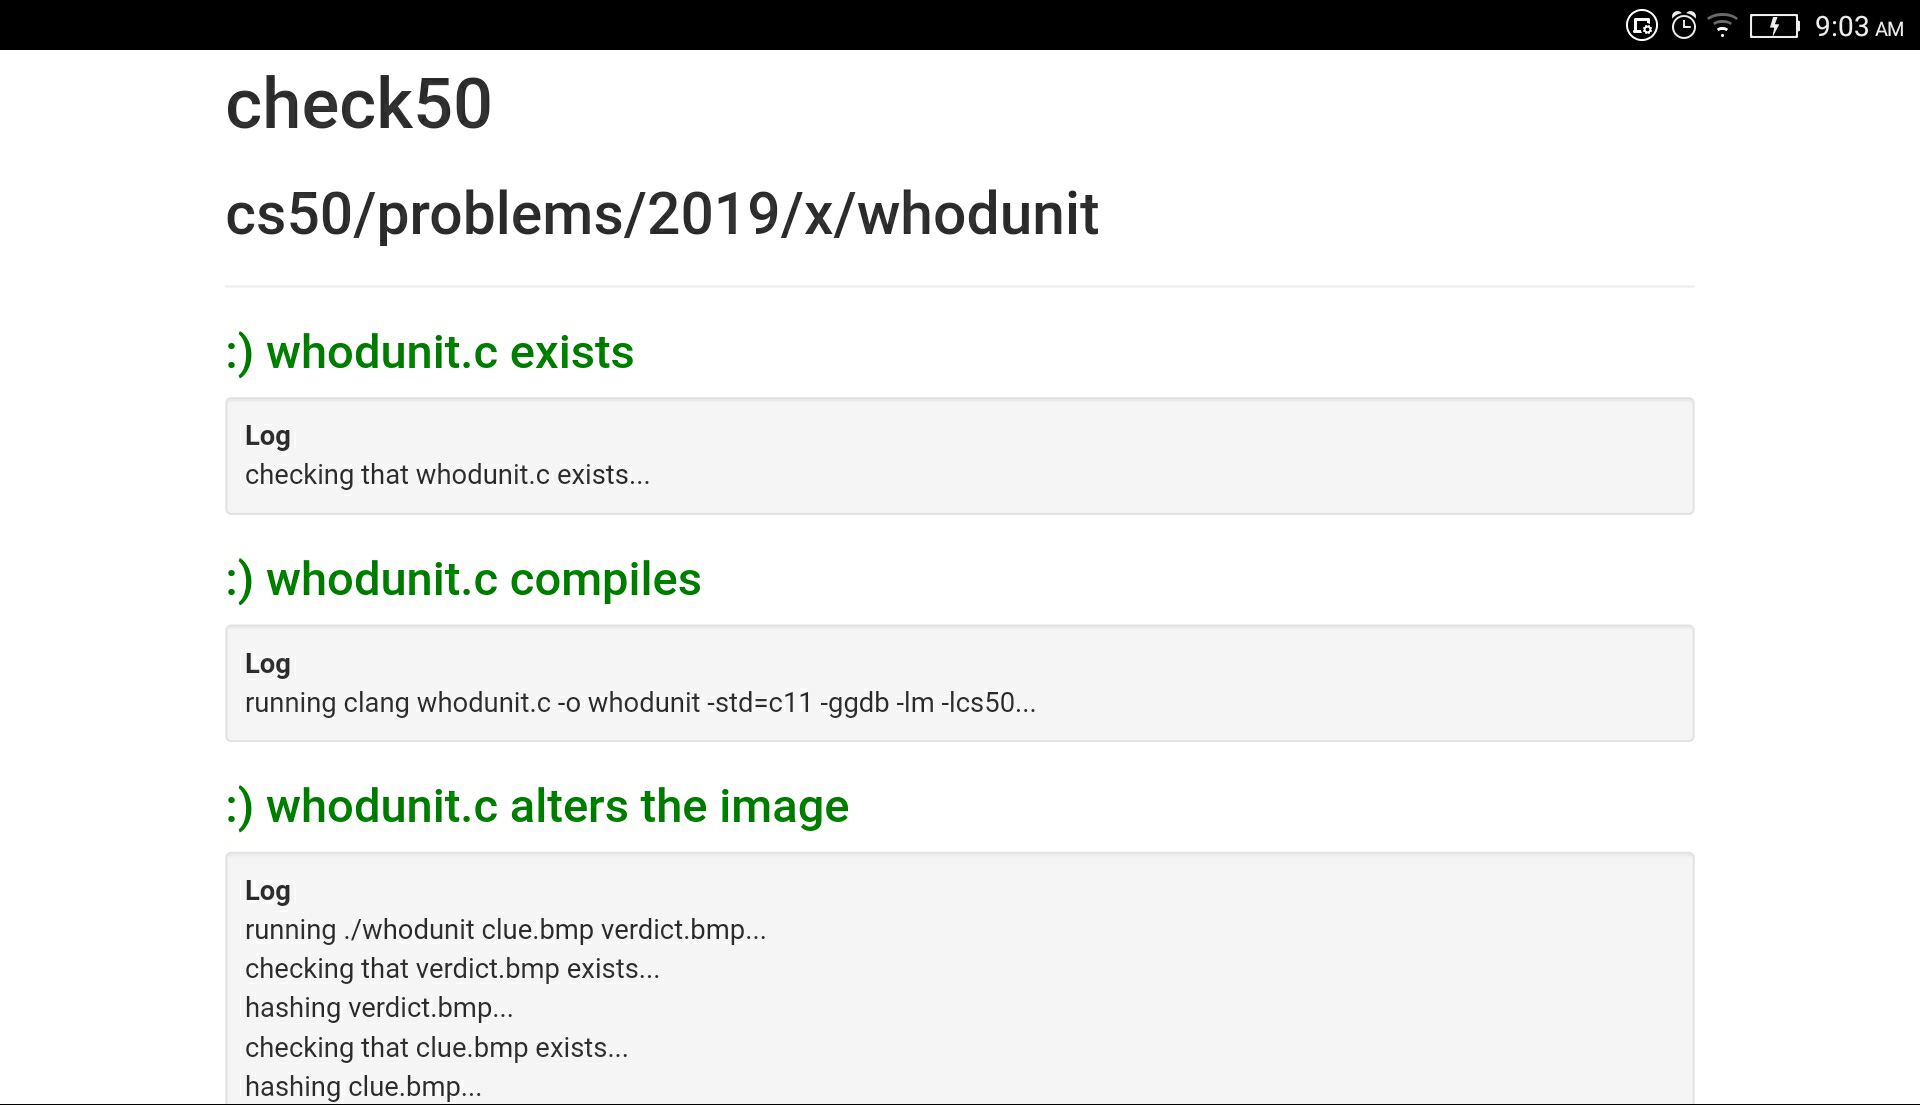 9:03 AM
check50
cs50/problems/2019/x/whodunit
:) whodunit.c exists
Log
checking that whodunit.c exists...
:) whodunit.c compiles
Log
running clang whodunit.c -o whodunit -std=c11 -ggdb -lm -lcs50...
:) whodunit.c alters the image
Log
running ./whodunit clue.bmp verdict.bmp...
checking that verdict.bmp exists...
hashing verdict.bmp...
checking that clue.bmp exists...
hashing clue.bmp...